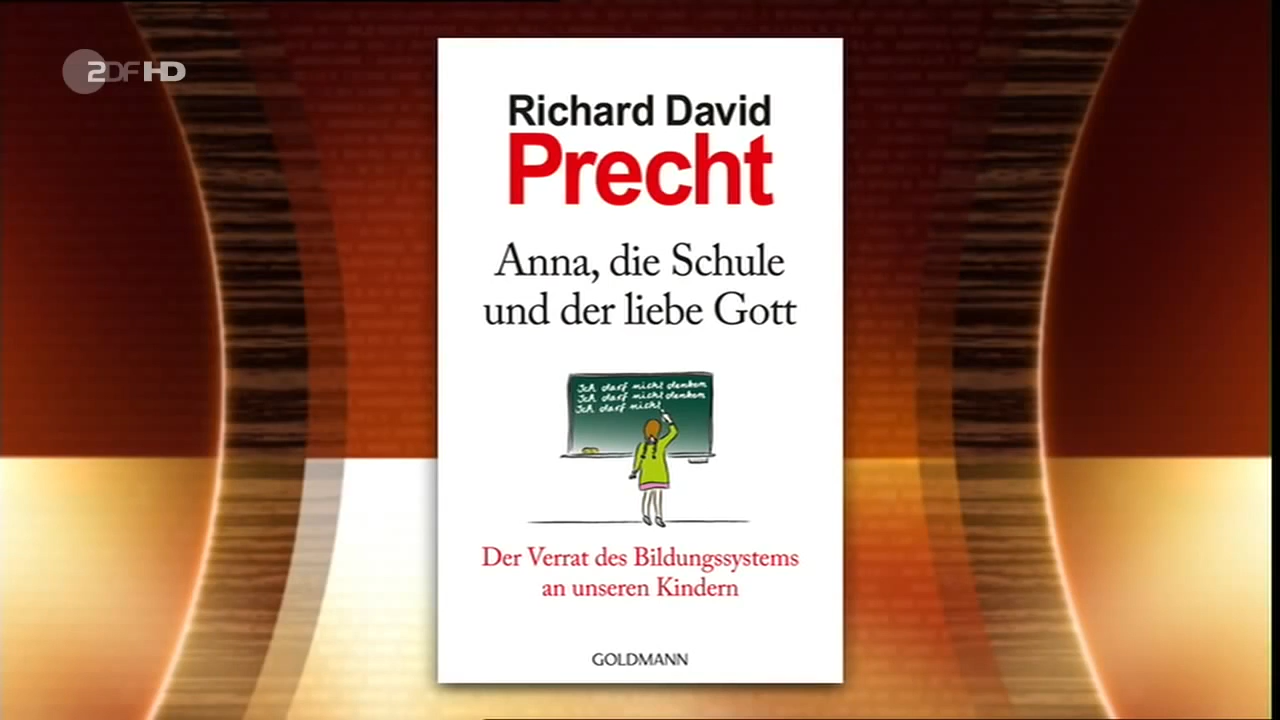 ZDF HD
Richard David
Precht
Anna, die Schule
und der liebe Gott
Ich darf nicht denken
Ich darf nicht denken
Ich darf nicht
Der Verrat des Bildungssystems
an unseren Kindern
GOLDMANN